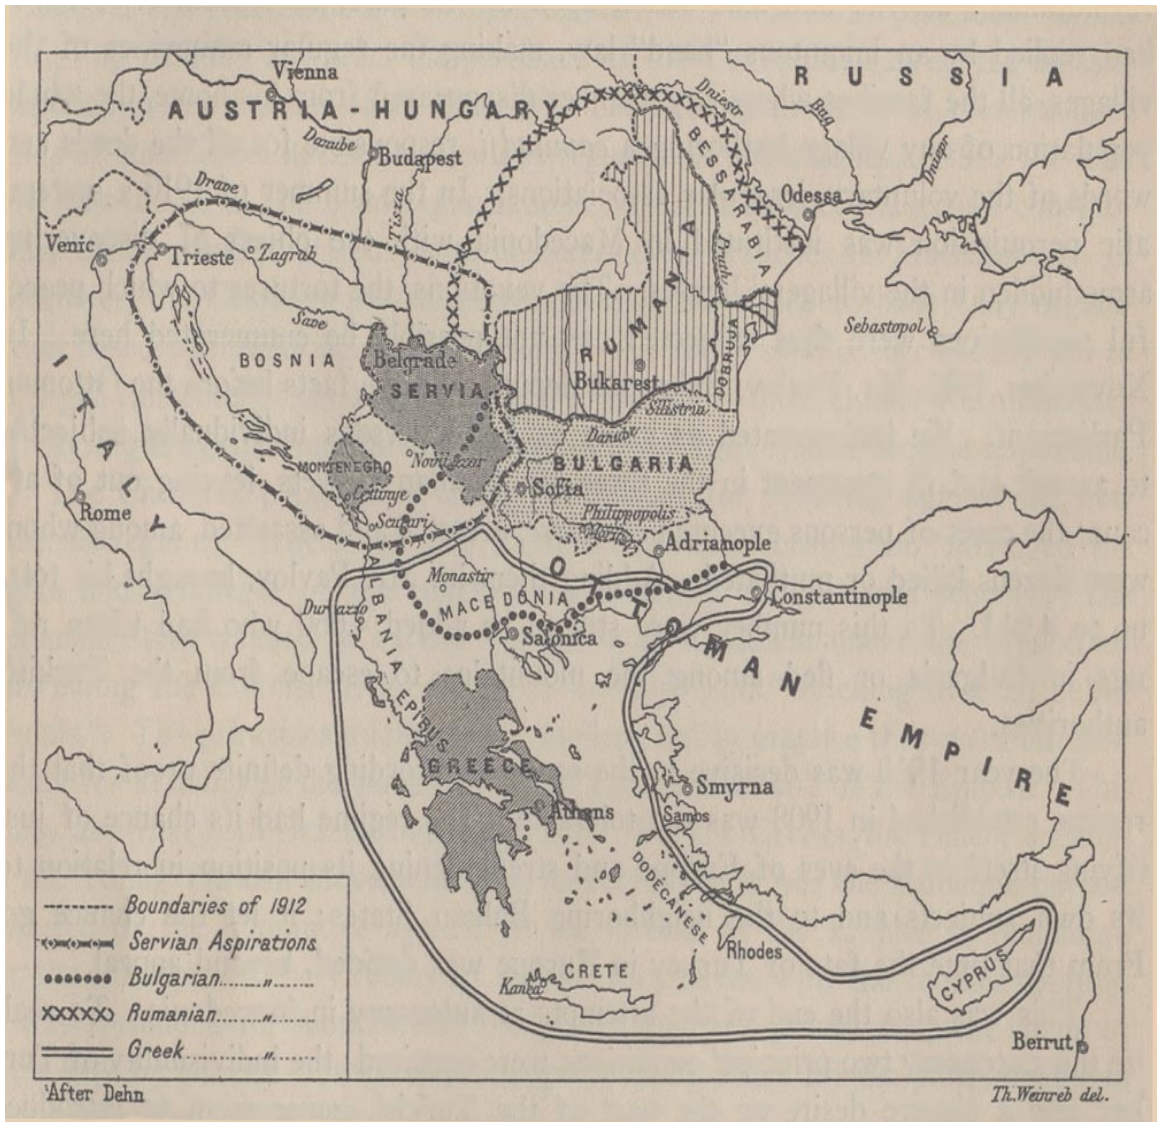 RUSSIA
Vienna
AUSTRIA-HUNGARY
Dniestr
Bug
Dniepr
Danube
Budapest
BESSARABIA
Drave
Tisza
Odessa
Venic
Trieste
Zagrab
Pruth
Save
Sebastopol
BOSNIA
Belgrade
SERVIA
RUMANIA
Bukarest
DOBRUJA
Silistria
Danube
ITALY
MONTENEGRO
Cetinje
Novibazar
BULGARIA
Sofia
Rome
Scutari
Philippopolis
Maritza
Adrianople
OTTOMAN EMPIRE
Monastir
MACEDONIA
Durazzo
ALBANIA
Constantinople
Salonica
EPIRUS
GREECE
Athens
Smyrna
Samos
DODECANESE
Rhodes
CRETE
Kanea
CYPRUS
Beirut
Boundaries of 1912
Servian Aspirations
Bulgarian........ " ........
Rumanian........ " ........
Greek........ " ........
After Dehn
Th. Weinreb del.